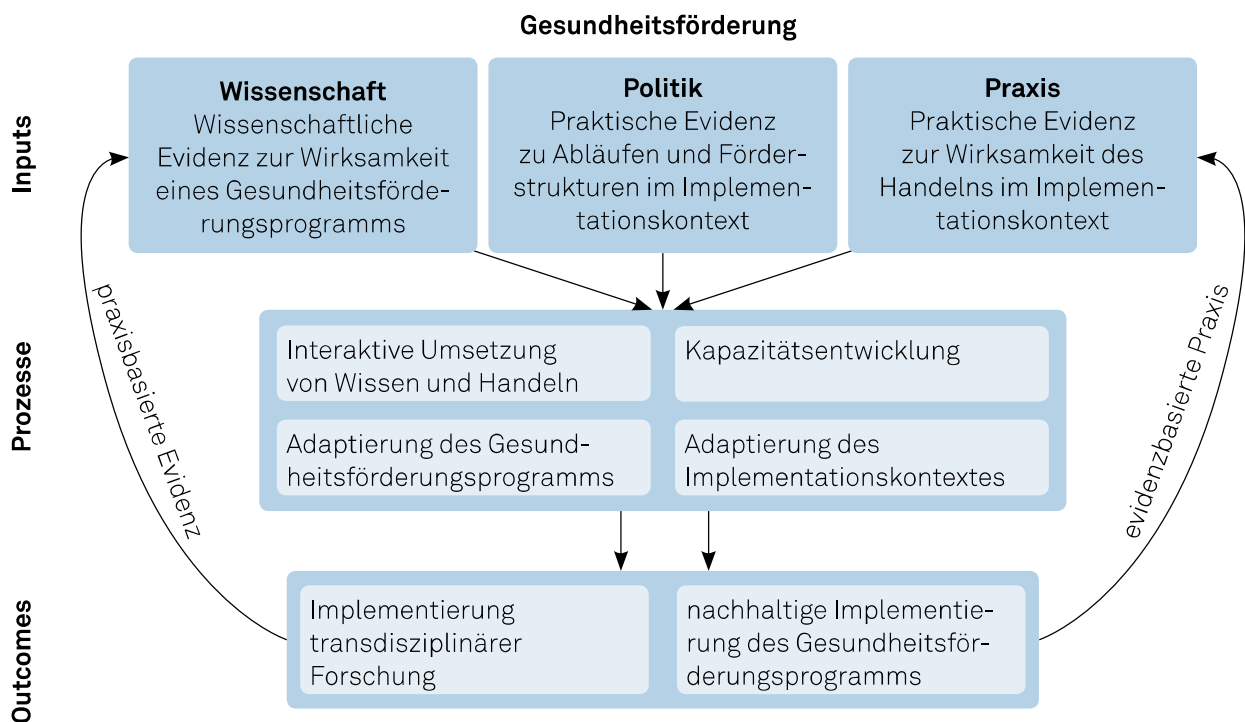 Gesundheitsförderung
Inputs
Wissenschaft
Wissenschaftliche
Evidenz zur Wirksamkeit
eines Gesundheitsförde-
rungsprogramms
Politik
Praktische Evidenz
zu Abläufen und Förder-
strukturen im Implemen-
tationskontext
Praxis
Praktische Evidenz
zur Wirksamkeit des
Handelns im Implemen-
tationskontext
praxisbasierte Evidenz
evidenzbasierte Praxis
Prozesse
Interaktive Umsetzung
von Wissen und Handeln
Kapazitätsentwicklung
Adaptierung des Gesund-
heitsförderungsprogramms
Adaptierung des
Implementationskontextes
Outcomes
Implementierung
transdisziplinärer
Forschung
nachhaltige Implementie-
rung des Gesundheitsför-
derungsprogramms